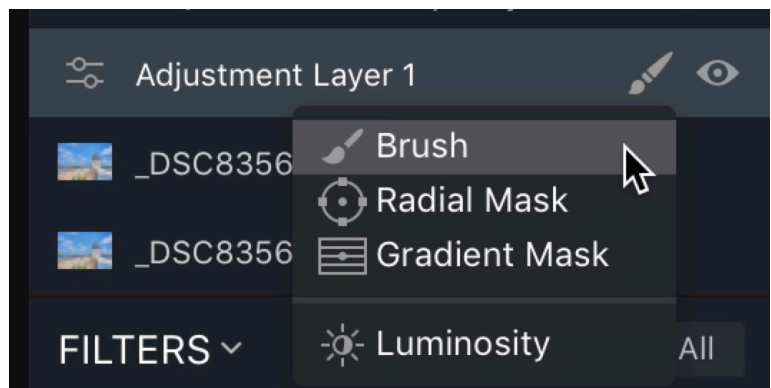 Adjustment Layer 1
_DSC8356
Brush
Radial Mask
_DSC8356
Gradient Mask
FILTERS
Luminosity
All